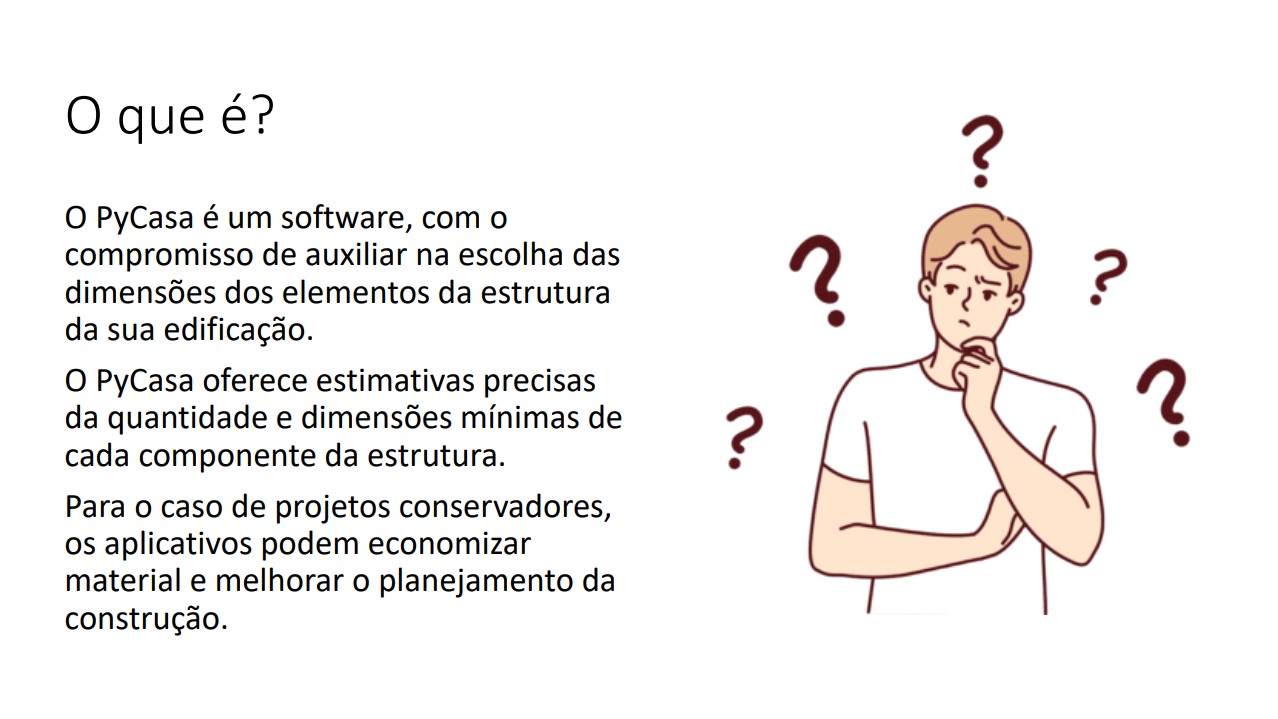 O que é?
O PyCasa é um software, com o
compromisso de auxiliar na escolha das
dimensões dos elementos da estrutura
da sua edificação.
O PyCasa oferece estimativas precisas
da quantidade e dimensões mínimas de
cada componente da estrutura.
Para o caso de projetos conservadores,
os aplicativos podem economizar
material e melhorar o planejamento da
construção.
? ? ? ? ?